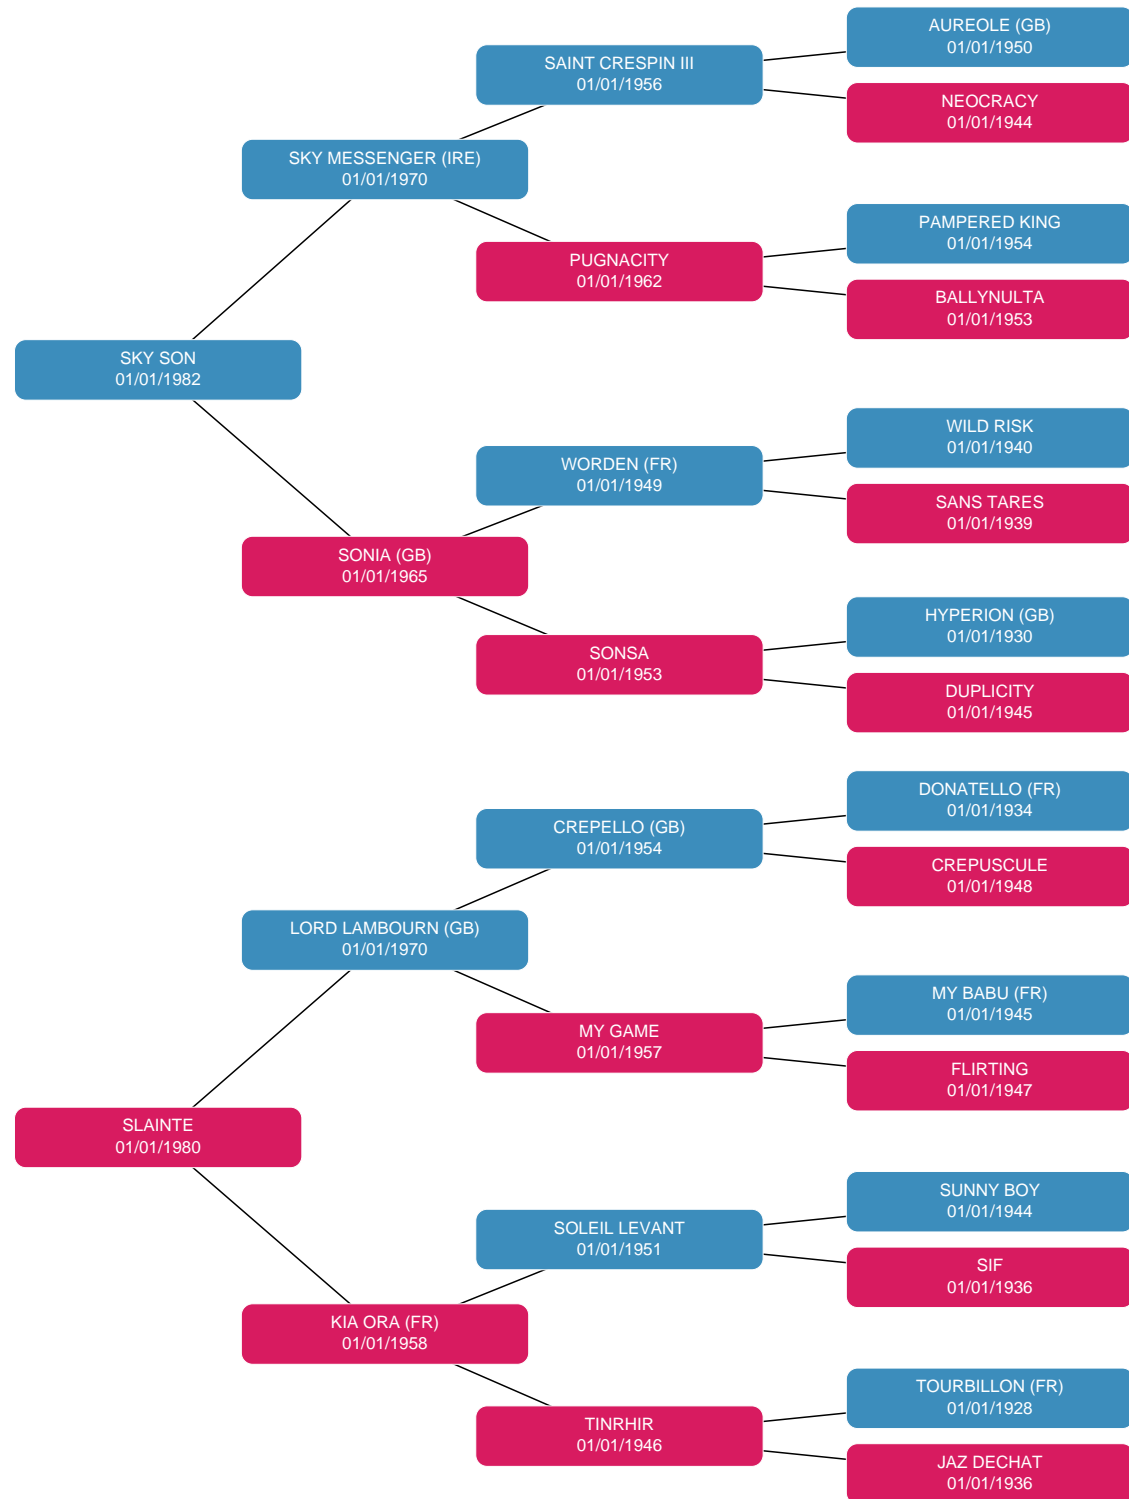 AUREOLE (GB)
01/01/1950
SAINT CRESPIN III
01/01/1956
NEOCRACY
01/01/1944
SKY MESSENGER (IRE)
01/01/1970
PAMPERED KING
01/01/1954
PUGNACITY
01/01/1962
BALLYNULTA
01/01/1953
SKY SON
01/01/1982
WILD RISK
01/01/1940
WORDEN (FR)
01/01/1949
SANS TARES
01/01/1939
SONIA (GB)
01/01/1965
HYPERION (GB)
01/01/1930
SONSA
01/01/1953
DUPLICITY
01/01/1945
DONATELLO (FR)
01/01/1934
CREPELLO (GB)
01/01/1954
CREPUSCULE
01/01/1948
LORD LAMBOURN (GB)
01/01/1970
MY BABU (FR)
01/01/1945
MY GAME
01/01/1957
FLIRTING
01/01/1947
SLAINTE
01/01/1980
SUNNY BOY
01/01/1944
SOLEIL LEVANT
01/01/1951
SIF
01/01/1936
KIA ORA (FR)
01/01/1958
TOURBILLON (FR)
01/01/1928
TINRHIR
01/01/1946
JAZ DECHAT
01/01/1936